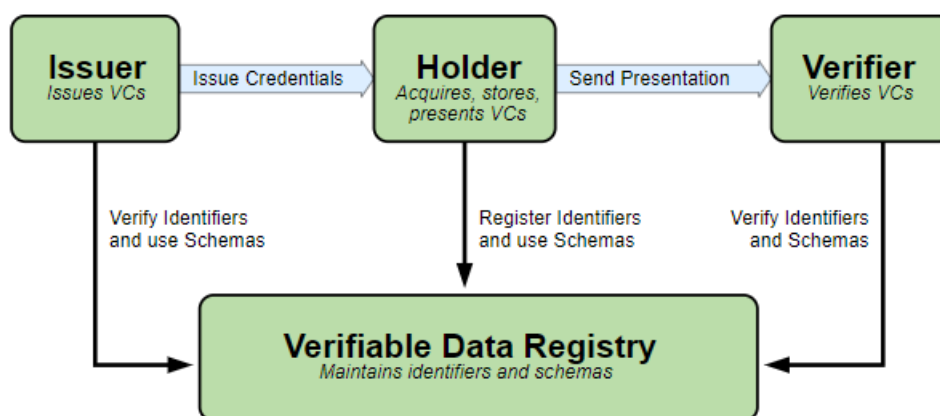 Issuer
Issues VCs
Issue Credentials
Holder
Acquires, stores,
presents VCs
Send Presentation
Verifier
Verifies VCs
Verify Identifiers
and use Schemas
Register Identifiers
and use Schemas
Verify Identifiers
and Schemas
Verifiable Data Registry
Maintains identifiers and schemas